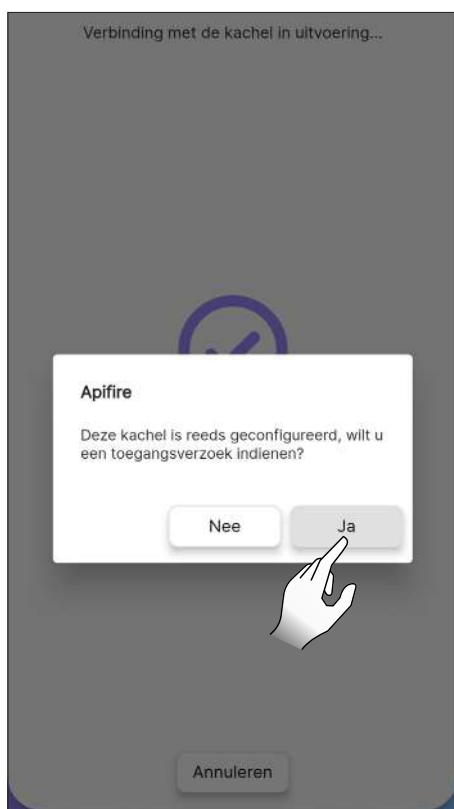 Verbinding met de kachel in uitvoering...
Apifire
Deze kachel is reeds geconfigureerd, wilt u
een toegangsverzoek indienen?
Nee
Ja
Annuleren